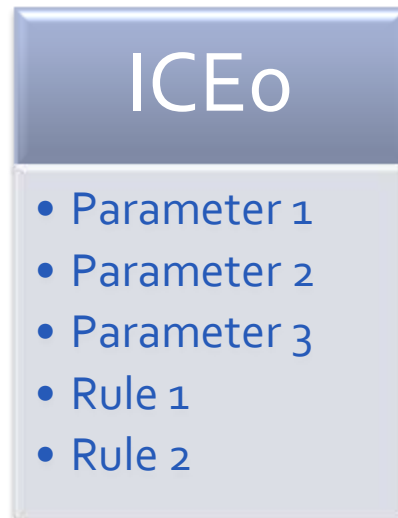 ICE0
• Parameter 1
• Parameter 2
• Parameter 3
• Rule 1
• Rule 2